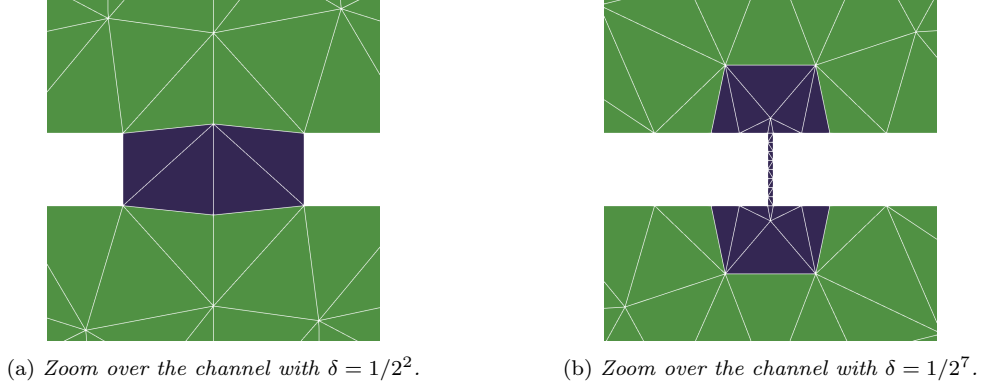 (a) Zoom over the channel with δ = 1/2².
(b) Zoom over the channel with δ = 1/2⁷.